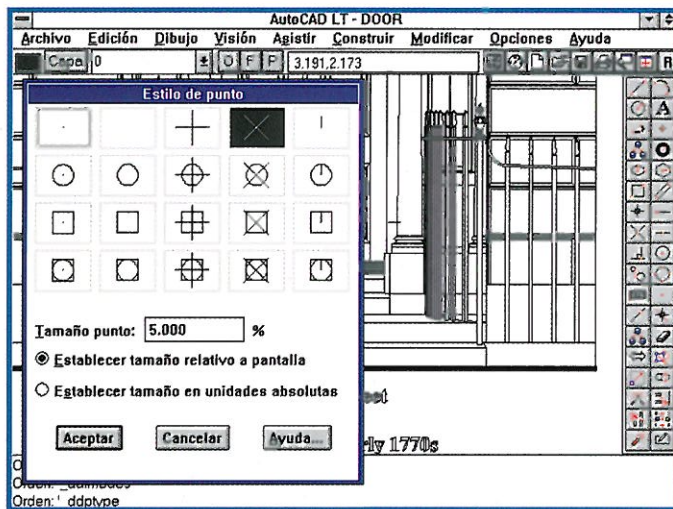 AutoCAD LT - DOOR
Archivo Edición Dibujo Visión Asistir Construir Modificar Opciones Ayuda
Capa 0 O F P 3.191,2.173 R
Estilo de punto
Tamaño punto: 5.000 %
Establecer tamaño relativo a pantalla
Establecer tamaño en unidades absolutas
Aceptar Cancelar Ayuda...
1770s
Orden:'_ddptype
A